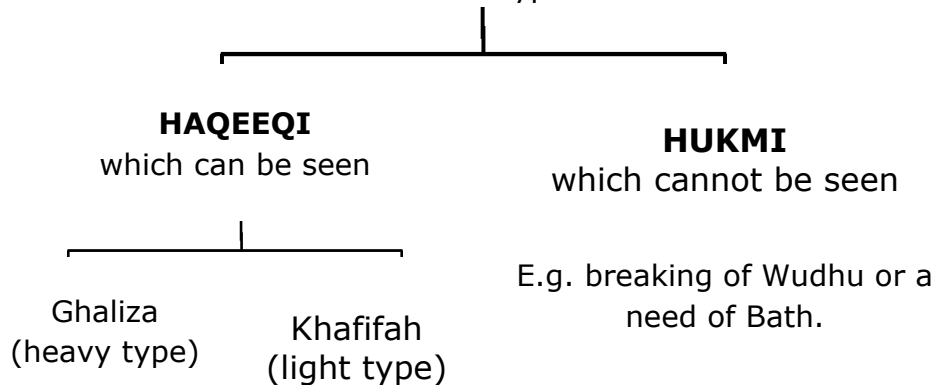 HAQEEQI
which can be seen
HUKMI
which cannot be seen
E.g. breaking of Wudhu or a
need of Bath.
Ghaliza
(heavy type)
Khafifah
(light type)